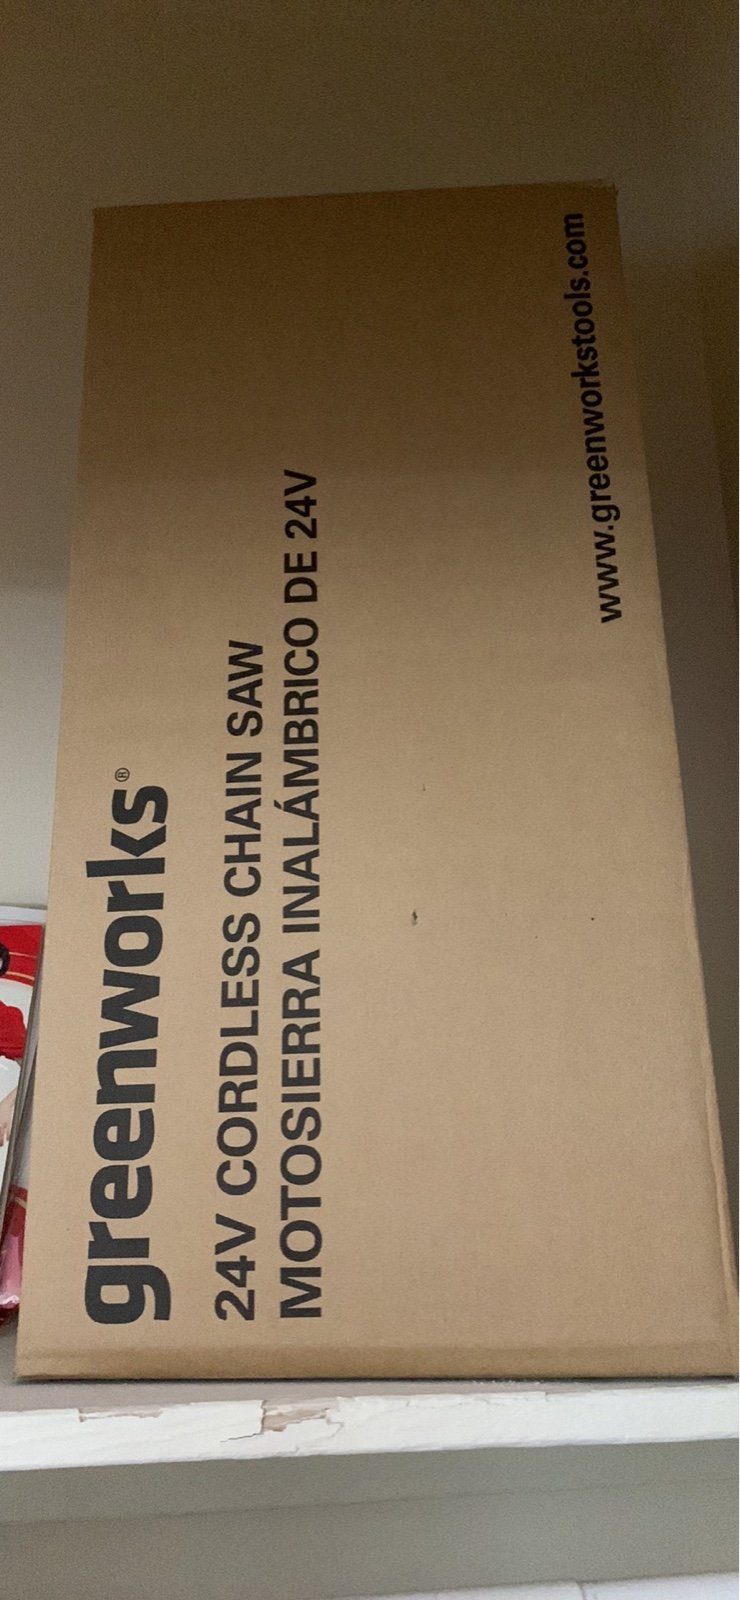 greenworks®
24V CORDLESS CHAIN SAW
MOTOSIERRA INALÁMBRICO DE 24V
www.greenworkstools.com